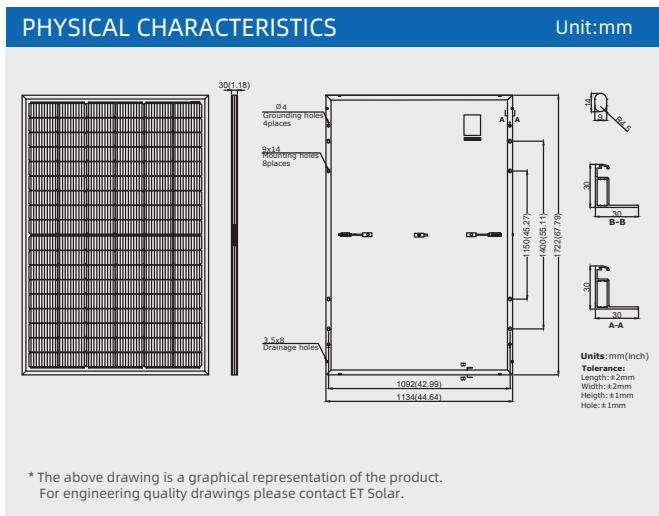 PHYSICAL CHARACTERISTICS
Unit:mm
30(1.18)
Ø4
Grounding holes
4places
9x14
Mounting holes
8places
3.5x8
Drainage holes
A
A
B
B
1150(45.27)
1400(55.11)
1722(67.79)
1092(42.99)
1134(44.64)
14
9
R4.5
30
30
B-B
30
30
A-A
Units:mm(inch)
Tolerance:
Length:±2mm
Width:±2mm
Heigth:±1mm
Hole:±1mm
* The above drawing is a graphical representation of the product.
For engineering quality drawings please contact ET Solar.